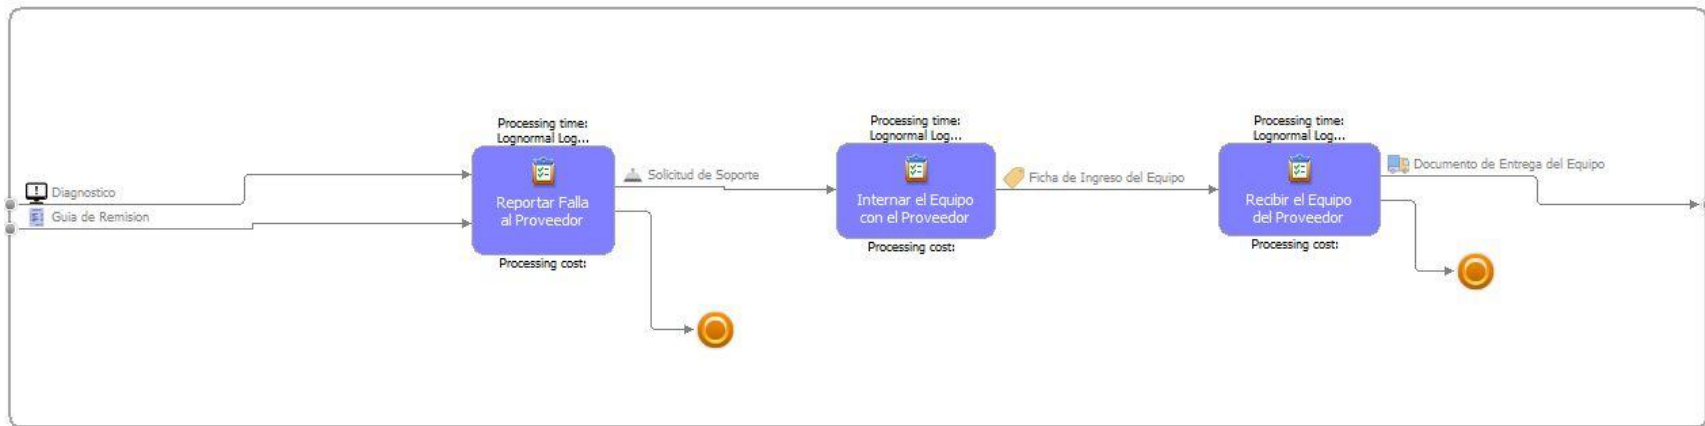 Diagnostico
Guia de Remision
Processing time:
Lognormal Log...
Reportar Falla
al Proveedor
Processing cost:
Solicitud de Soporte
Processing time:
Lognormal Log...
Internar el Equipo
con el Proveedor
Processing cost:
Ficha de Ingreso del Equipo
Processing time:
Lognormal Log...
Recibir el Equipo
del Proveedor
Processing cost:
Documento de Entrega del Equipo